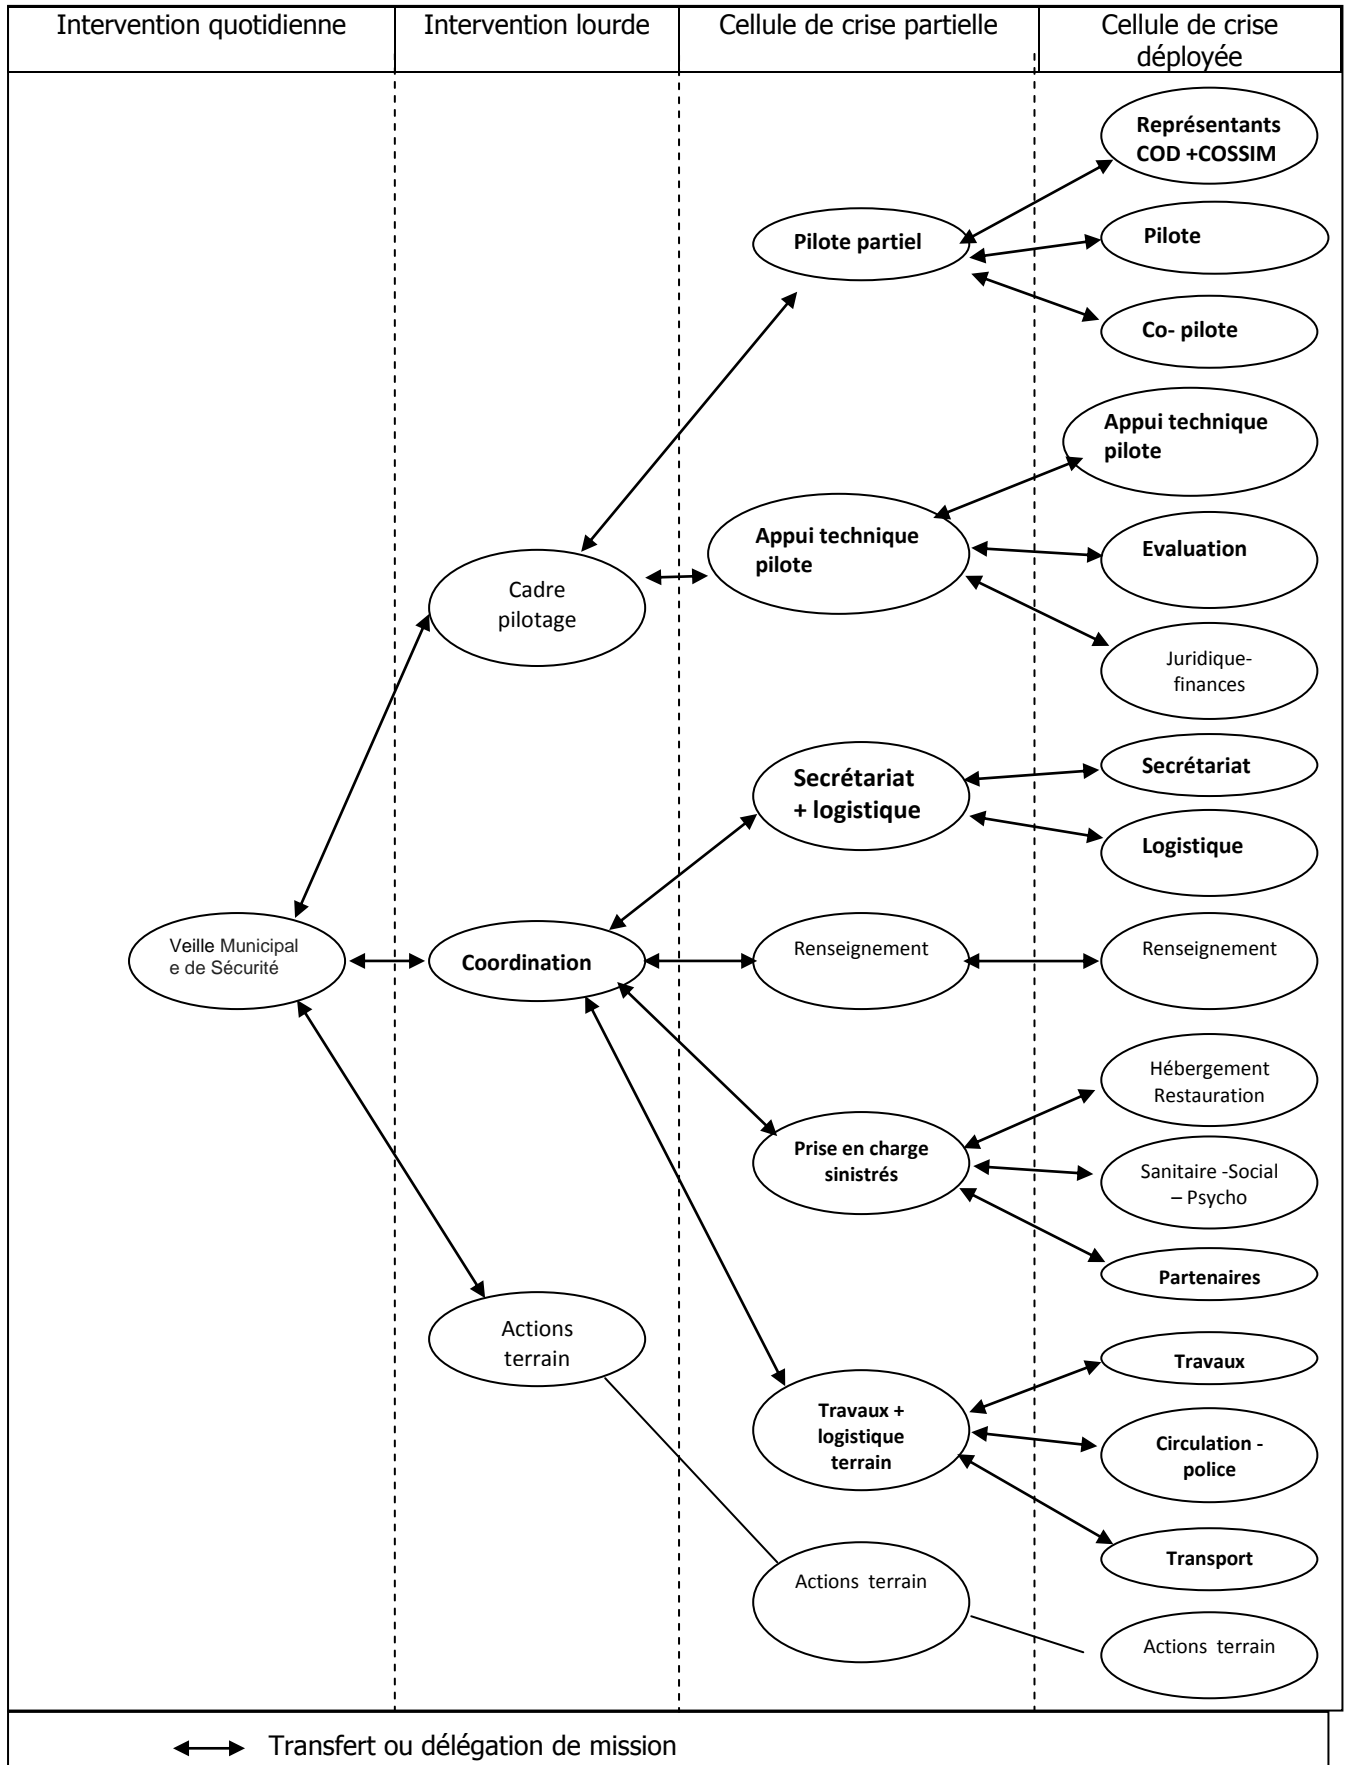 Intervention quotidienne
Intervention lourde
Cellule de crise partielle
Cellule de crise
déployée
Représentants
COD +COSSIM
Pilote partiel
Pilote
Co- pilote
Appui technique
pilote
Appui technique
pilote
Evaluation
Cadre
pilotage
Juridique-
finances
Secrétariat
+ logistique
Secrétariat
Logistique
Veille Municipal
e de Sécurité
Coordination
Renseignement
Renseignement
Hébergement
Restauration
Prise en charge
sinistrés
Sanitaire -Social
– Psycho
Partenaires
Actions
terrain
Travaux
Travaux +
logistique
terrain
Circulation -
police
Transport
Actions terrain
Actions terrain
Transfert ou délégation de mission